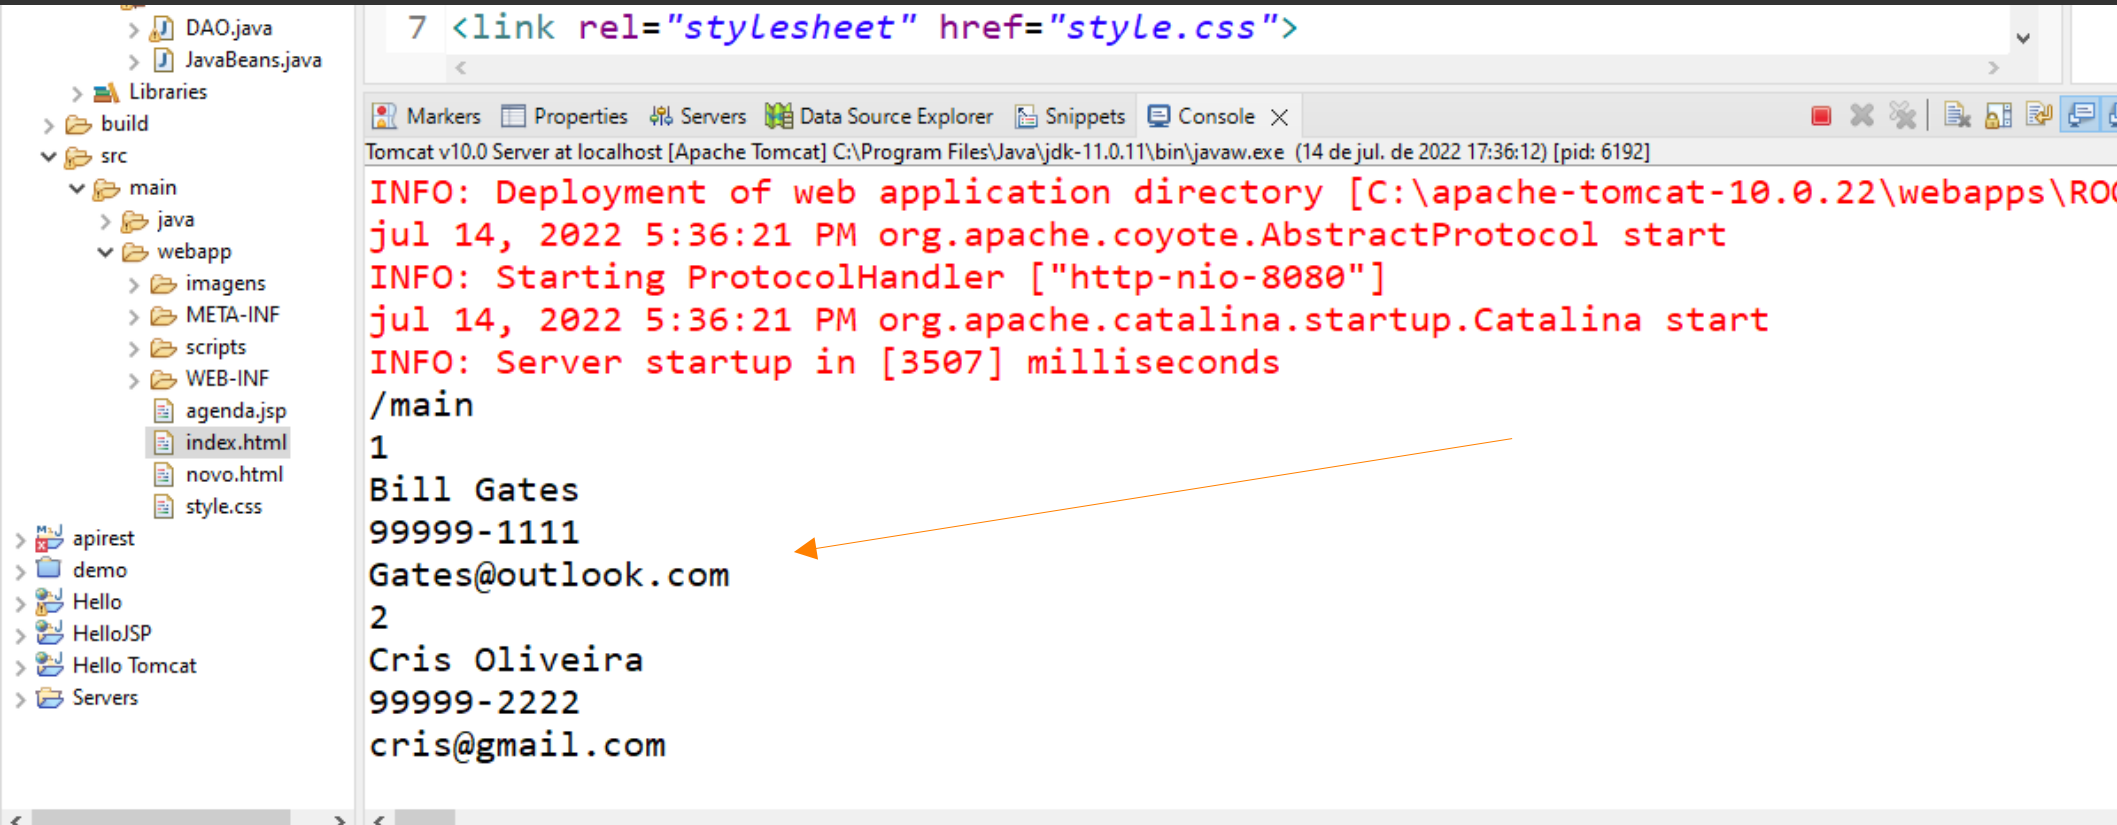 DAO.java
JavaBeans.java
Libraries
build
src
main
java
webapp
imagens
META-INF
scripts
WEB-INF
agenda.jsp
index.html
novo.html
style.css
apirest
demo
Hello
HelloJSP
Hello Tomcat
Servers
7 <link rel="stylesheet" href="style.css">
Markers Properties Servers Data Source Explorer Snippets Console
Tomcat v10.0 Server at localhost [Apache Tomcat] C:\Program Files\Java\jdk-11.0.11\bin\javaw.exe (14 de jul. de 2022 17:36:12) [pid: 6192]
INFO: Deployment of web application directory [C:\apache-tomcat-10.0.22\webapps\ROO
jul 14, 2022 5:36:21 PM org.apache.coyote.AbstractProtocol start
INFO: Starting ProtocolHandler ["http-nio-8080"]
jul 14, 2022 5:36:21 PM org.apache.catalina.startup.Catalina start
INFO: Server startup in [3507] milliseconds
/main
1
Bill Gates
99999-1111
Gates@outlook.com
2
Cris Oliveira
99999-2222
cris@gmail.com